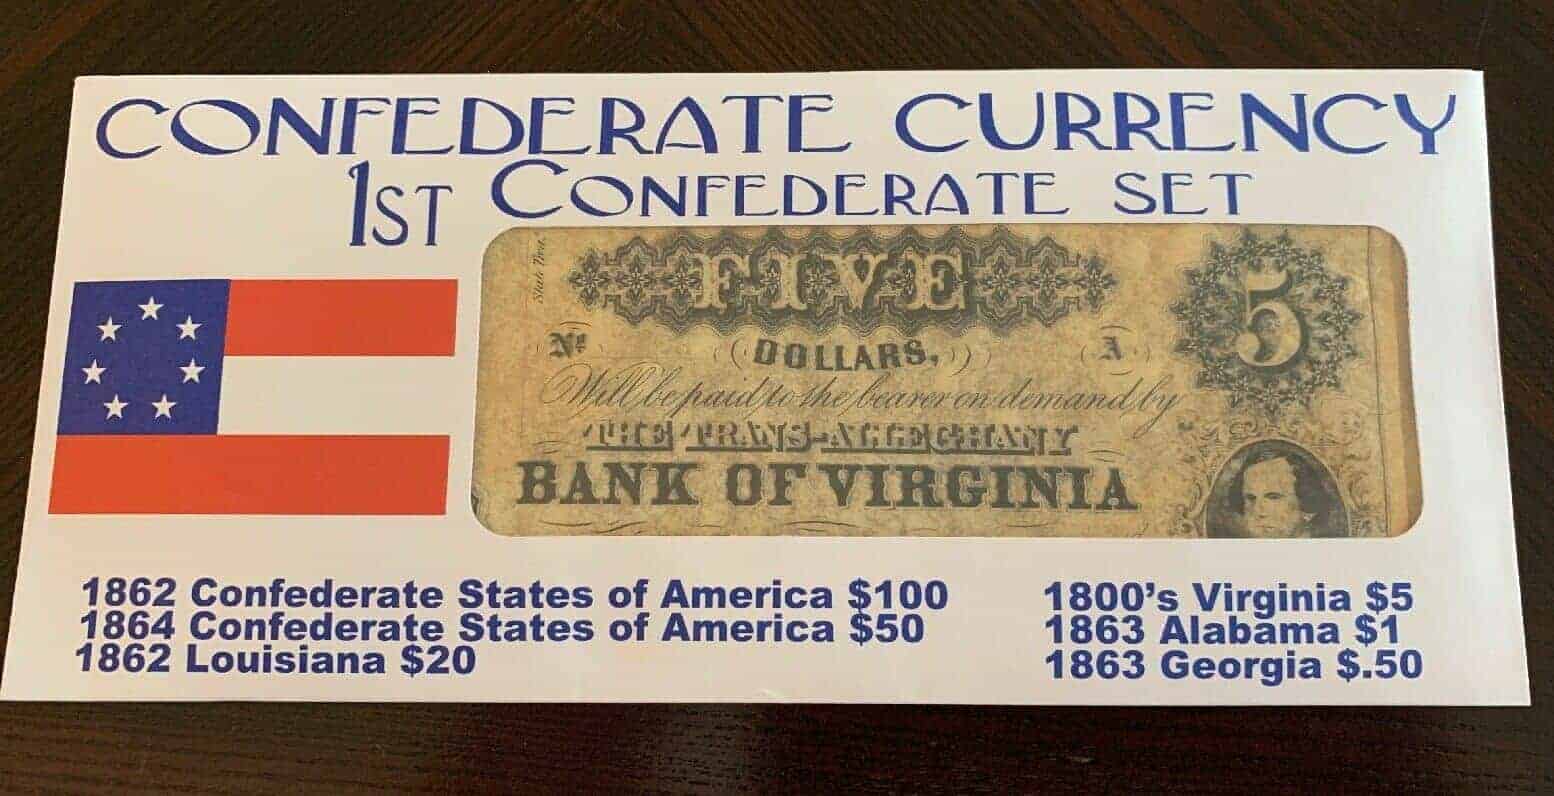 CONFEDERATE CURRENCY
1ST CONFEDERATE SET
State Two.
FIVE
5
No.
DOLLARS,
A
Will be paid to the bearer on demand by
THE TRANS-ALLEGHANY
BANK OF VIRGINIA
1862 Confederate States of America $100
1864 Confederate States of America $50
1862 Louisiana $20
1800's Virginia $5
1863 Alabama $1
1863 Georgia $.50